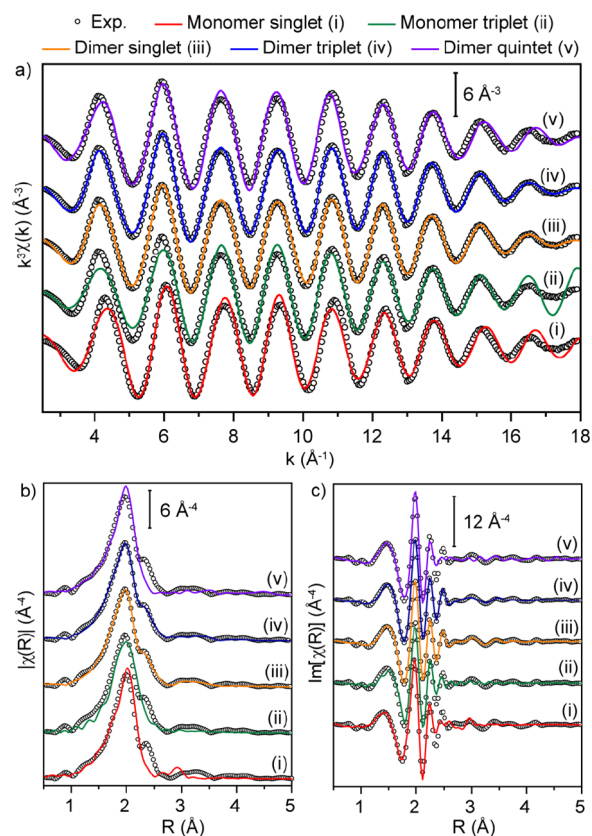 Exp. Monomer singlet (i) Monomer triplet (ii)
Dimer singlet (iii) Dimer triplet (iv) Dimer quintet (v)
a)
6 Å⁻³
(v)
(iv)
(iii)
(ii)
(i)
k³χ(k) (Å⁻³)
4 6 8 10 12 14 16 18
k (Å⁻¹)
b)
6 Å⁻⁴
(v)
(iv)
(iii)
(ii)
(i)
|χ(R)| (Å⁻⁴)
1 2 3 4 5
R (Å)
c)
12 Å⁻⁴
(v)
(iv)
(iii)
(ii)
(i)
Im[χ(R)] (Å⁻⁴)
1 2 3 4 5
R (Å)